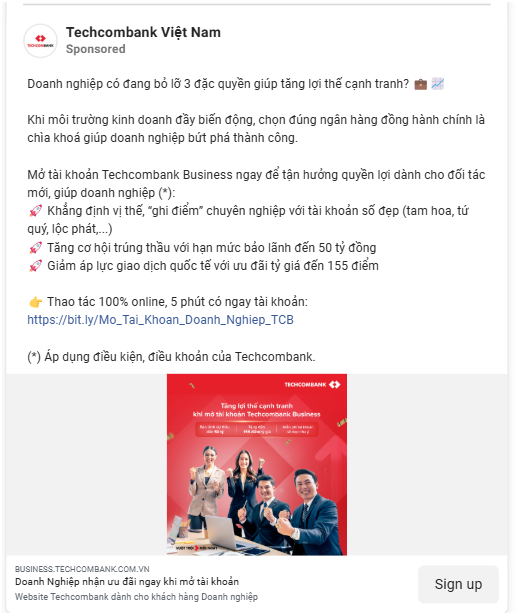 Techcombank Việt Nam
Sponsored
TECHCOMBANK
Doanh nghiệp có đang bỏ lỡ 3 đặc quyền giúp tăng lợi thế cạnh tranh? 💼 📈
Khi môi trường kinh doanh đầy biến động, chọn đúng ngân hàng đồng hành chính là
chìa khoá giúp doanh nghiệp bứt phá thành công.
Mở tài khoản Techcombank Business ngay để tận hưởng quyền lợi dành cho đối tác
mới, giúp doanh nghiệp (*):
🚀 Khẳng định vị thế, “ghi điểm” chuyên nghiệp với tài khoản số đẹp (tam hoa, tứ
quý, lộc phát,...)
🚀 Tăng cơ hội trúng thầu với hạn mức bảo lãnh đến 50 tỷ đồng
🚀 Giảm áp lực giao dịch quốc tế với ưu đãi tỷ giá đến 155 điểm
👉 Thao tác 100% online, 5 phút có ngay tài khoản:
https://bit.ly/Mo_Tai_Khoan_Doanh_Nghiep_TCB
(*) Áp dụng điều kiện, điều khoản của Techcombank.
TECHCOMBANK
Tăng lợi thế cạnh tranh
khi mở tài khoản Techcombank Business
BUSINESS.TECHCOMBANK.COM.VN
Doanh Nghiệp nhận ưu đãi ngay khi mở tài khoản
Website Techcombank dành cho khách hàng Doanh nghiệp
Sign up